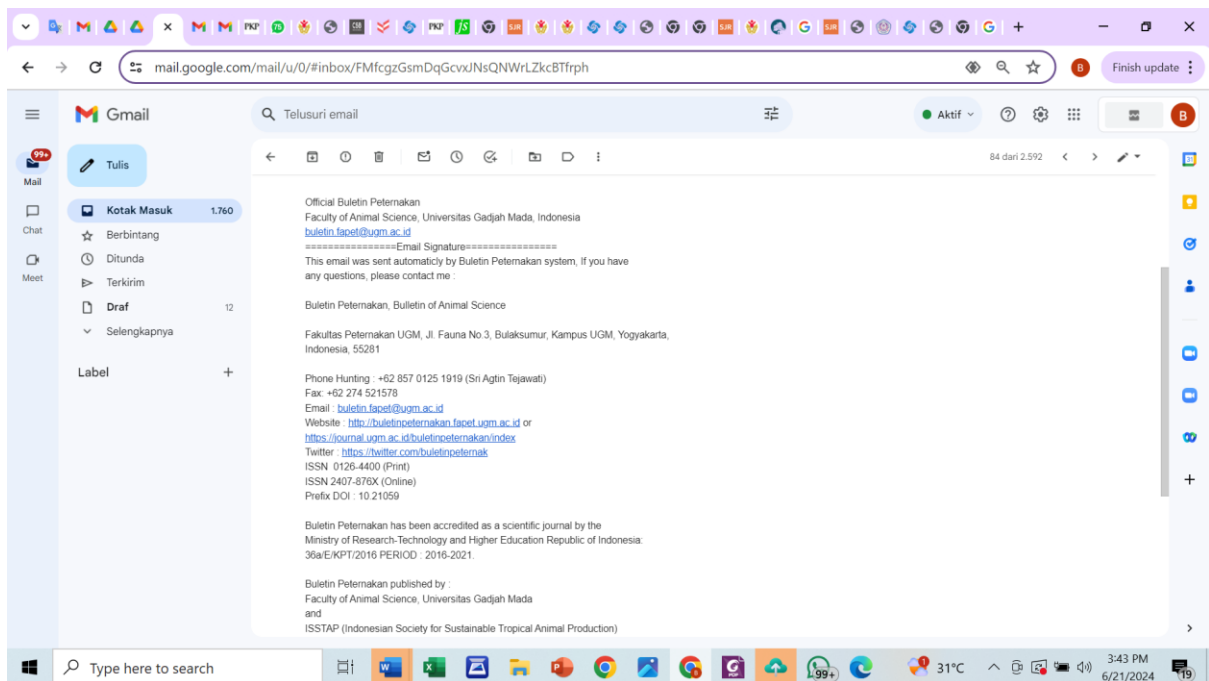 mail.google.com/mail/u/0/#inbox/FMfcgzGsmDqGcvxJNsQNWrLZkcBTfrph
B
Finish update
Gmail
Telusuri email
Aktif
B
99+
Mail
Chat
Meet
Tulis
84 dari 2.592
Kotak Masuk 1.760
Berbintang
Ditunda
Terkirim
Draf 12
Selengkapnya
Label
Official Buletin Peternakan
Faculty of Animal Science, Universitas Gadjah Mada, Indonesia
buletin.fapet@ugm.ac.id
================Email Signature================
This email was sent automaticly by Buletin Peternakan system, If you have
any questions, please contact me :
Buletin Peternakan, Bulletin of Animal Science
Fakultas Peternakan UGM, Jl. Fauna No.3, Bulaksumur, Kampus UGM, Yogyakarta,
Indonesia, 55281
Phone Hunting : +62 857 0125 1919 (Sri Agtin Tejawati)
Fax: +62 274 521578
Email : buletin.fapet@ugm.ac.id
Website : http://buletinpeternakan.fapet.ugm.ac.id or
https://journal.ugm.ac.id/buletinpeternakan/index
Twitter : https://twitter.com/buletinpeternak
ISSN 0126-4400 (Print)
ISSN 2407-876X (Online)
Prefix DOI : 10.21059
Buletin Peternakan has been accredited as a scientific journal by the
Ministry of Research-Technology and Higher Education Republic of Indonesia:
36a/E/KPT/2016 PERIOD : 2016-2021.
Buletin Peternakan published by :
Faculty of Animal Science, Universitas Gadjah Mada
and
ISSTAP (Indonesian Society for Sustainable Tropical Animal Production)
Type here to search
99+
31°C
3:43 PM
6/21/2024
19